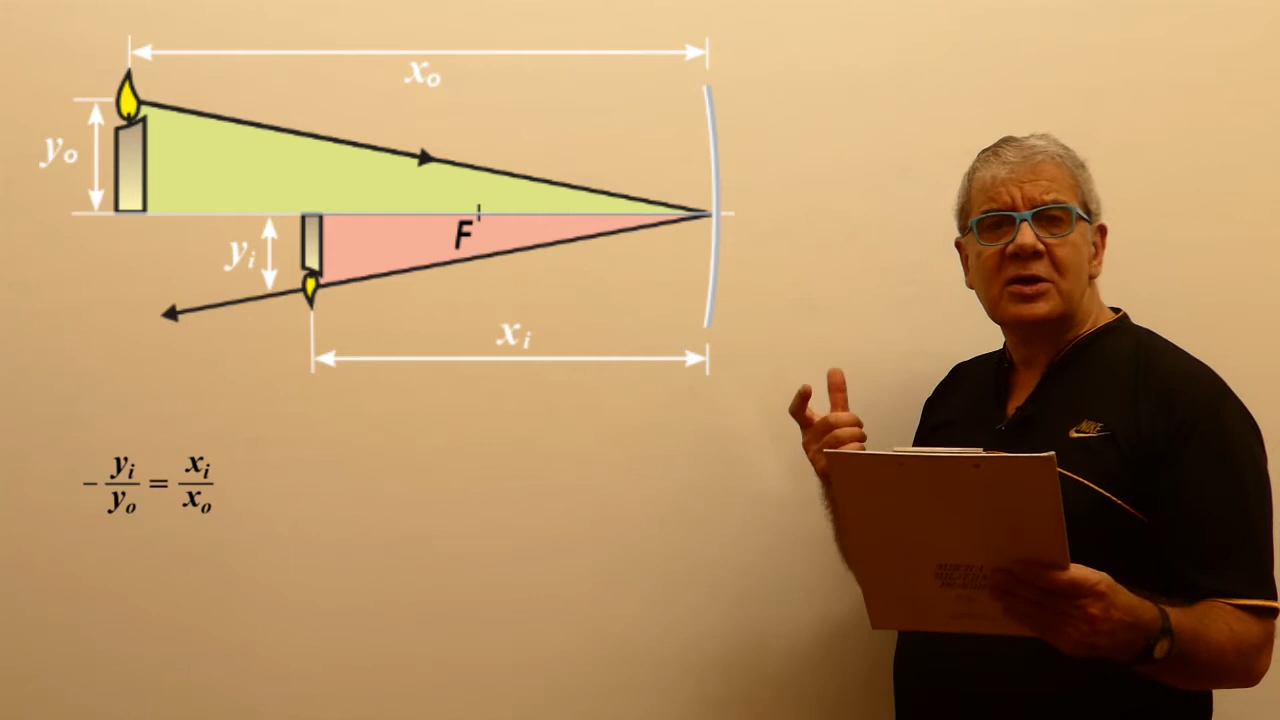 xₒ
yₒ
F
yᵢ
xᵢ
NIKE
- yᵢ/yₒ = xᵢ/xₒ